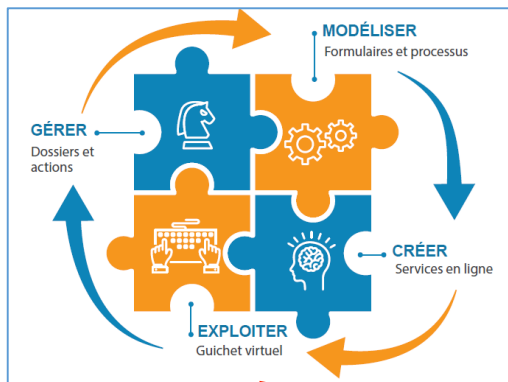 MODÉLISER
Formulaires et processus
GÉRER
Dossiers et
actions
CRÉER
Services en ligne
EXPLOITER
Guichet virtuel